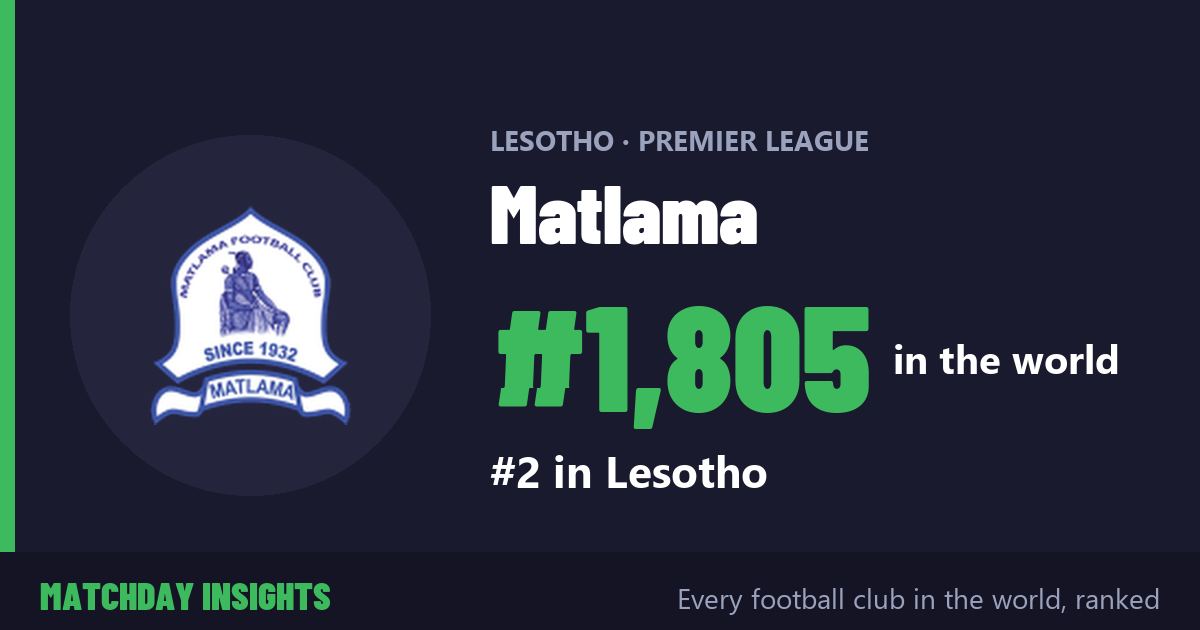 LESOTHO · PREMIER LEAGUE
Matlama
MATLAMA FOOTBALL CLUB
SINCE 1932
MATLAMA
#1,805 in the world
#2 in Lesotho
MATCHDAY INSIGHTS
Every football club in the world, ranked